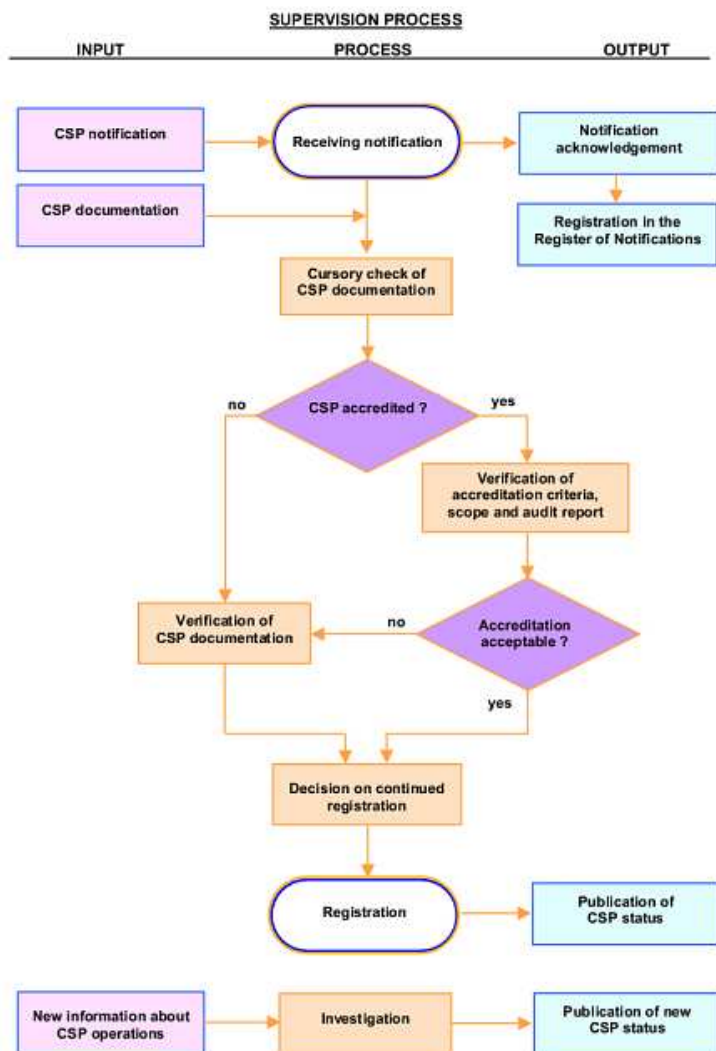 SUPERVISION PROCESS
INPUT PROCESS OUTPUT
CSP notification
Receiving notification
Notification
acknowledgement
CSP documentation
Registration in the
Register of Notifications
Cursory check of
CSP documentation
no
CSP accredited ?
yes
Verification of
accreditation criteria,
scope and audit report
Verification of
CSP documentation
no
Accreditation
acceptable ?
yes
Decision on continued
registration
Registration
Publication of
CSP status
New information about
CSP operations
Investigation
Publication of new
CSP status